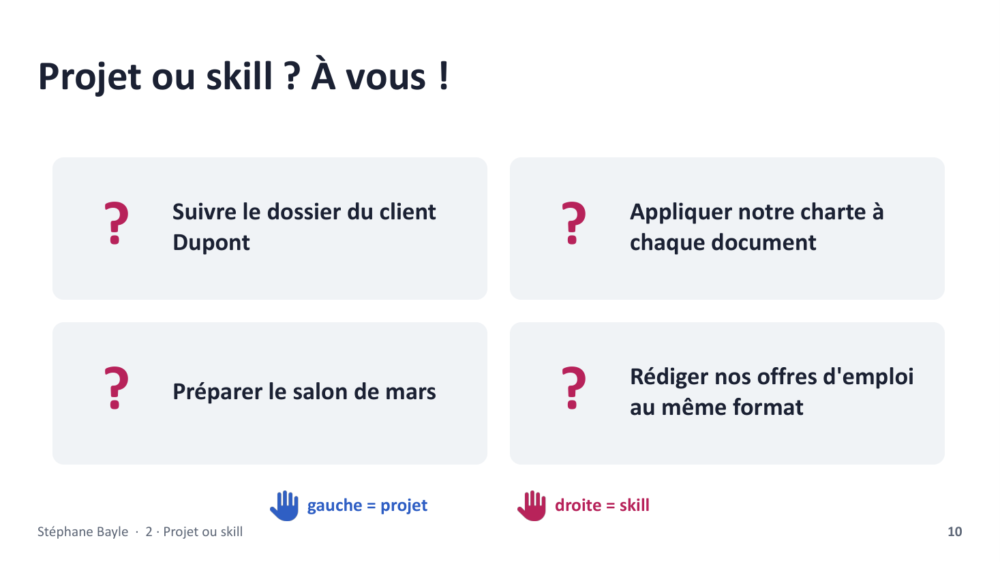 Projet ou skill ? À vous !
? Suivre le dossier du client
Dupont
? Appliquer notre charte à
chaque document
? Préparer le salon de mars
? Rédiger nos offres d'emploi
au même format
gauche = projet
droite = skill
Stéphane Bayle · 2 · Projet ou skill
10